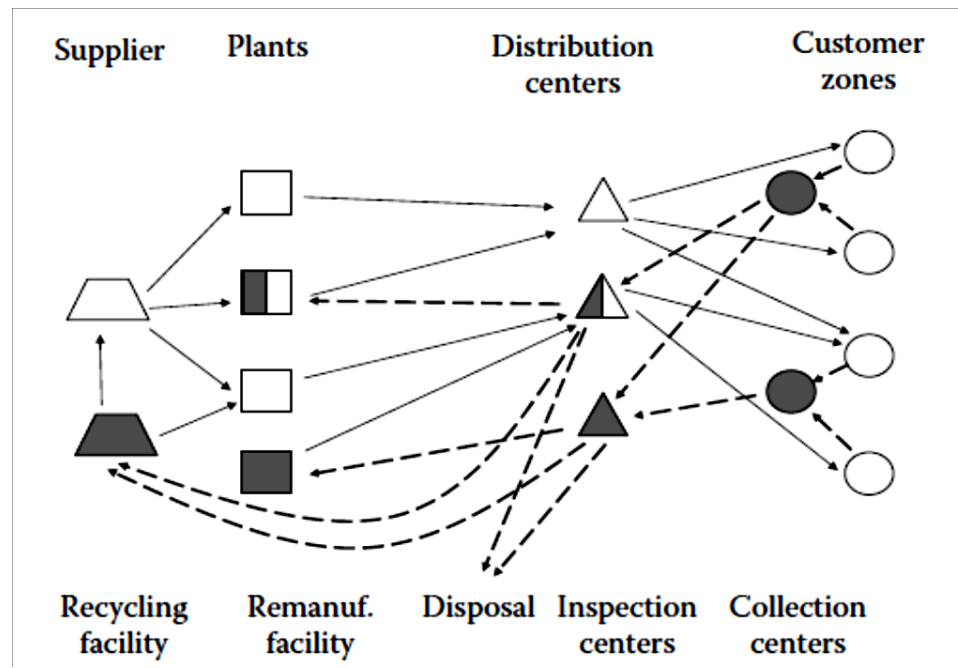 Supplier
Plants
Distribution
centers
Customer
zones
Recycling
facility
Remanuf.
facility
Disposal
Inspection
centers
Collection
centers